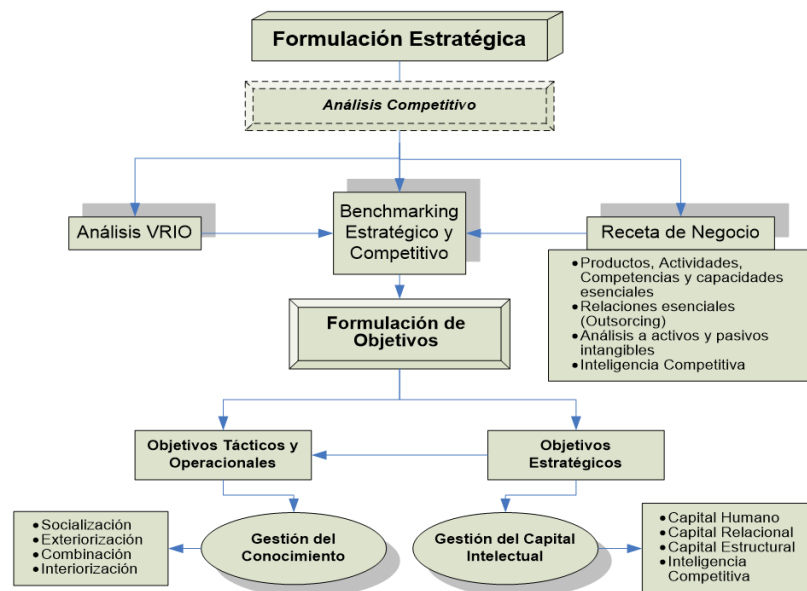 Formulación Estratégica
Análisis Competitivo
Análisis VRIO
Benchmarking
Estratégico y
Competitivo
Receta de Negocio
•Productos, Actividades,
Competencias y capacidades
esenciales
•Relaciones esenciales
(Outsorcing)
•Análisis a activos y pasivos
intangibles
•Inteligencia Competitiva
Formulación de
Objetivos
Objetivos Tácticos y
Operacionales
Objetivos
Estratégicos
•Socialización
•Exteriorización
•Combinación
•Interiorización
Gestión del
Conocimiento
Gestión del Capital
Intelectual
•Capital Humano
•Capital Relacional
•Capital Estructural
•Inteligencia
Competitiva